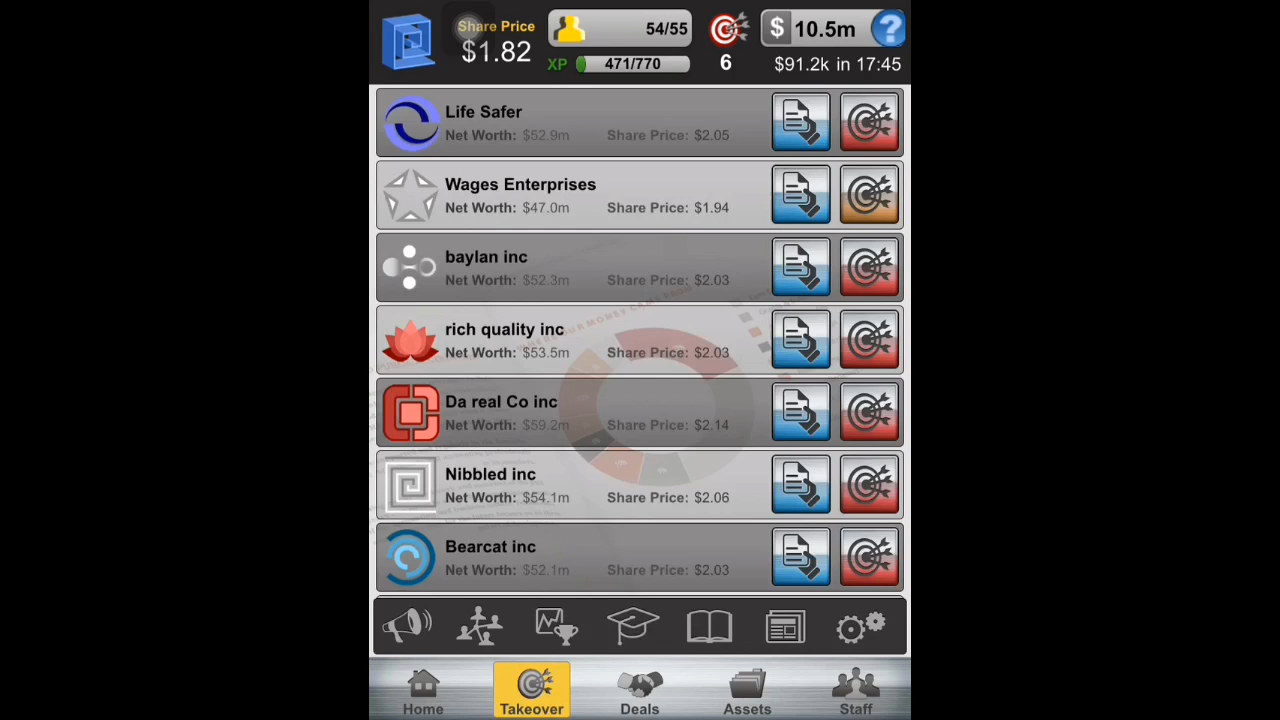 Share Price
$1.82
54/55
XP 471/770
6
$ 10.5m ?
$91.2k in 17:45
Life Safer
Net Worth: $52.9m Share Price: $2.05
Wages Enterprises
Net Worth: $47.0m Share Price: $1.94
baylan inc
Net Worth: $52.3m Share Price: $2.03
rich quality inc
Net Worth: $53.5m Share Price: $2.03
Da real Co inc
Net Worth: $59.2m Share Price: $2.14
Nibbled inc
Net Worth: $54.1m Share Price: $2.06
Bearcat inc
Net Worth: $52.1m Share Price: $2.03
Home Takeover Deals Assets Staff